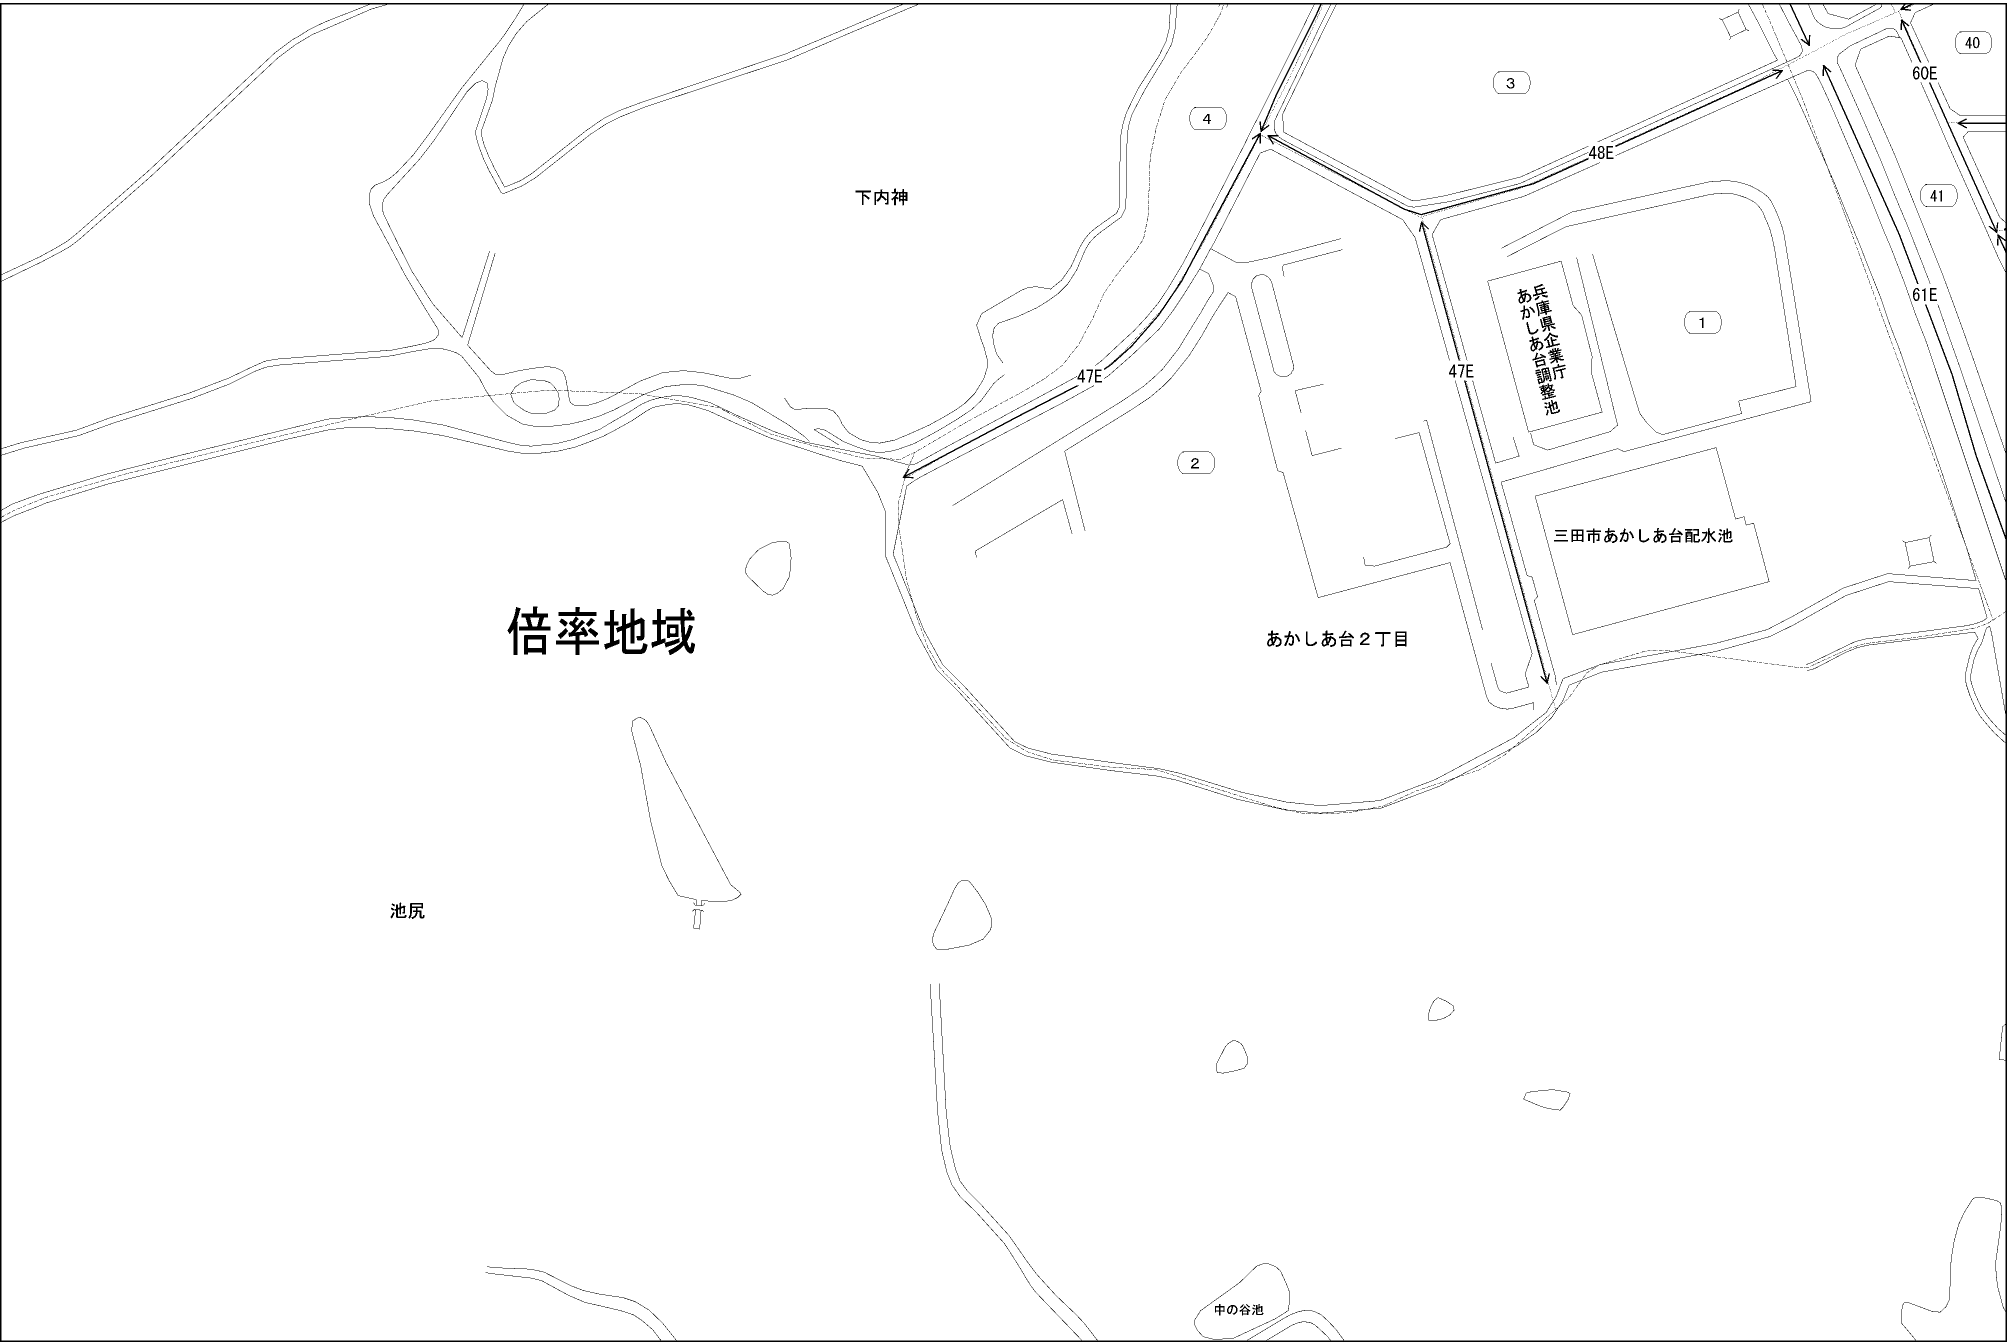 40
60E
3
4
48E
下内神
41
61E
兵庫県企業庁
あかしあ台調整池
1
47E
47E
2
三田市あかしあ台配水池
倍率地域
あかしあ台2丁目
池尻
中の谷池